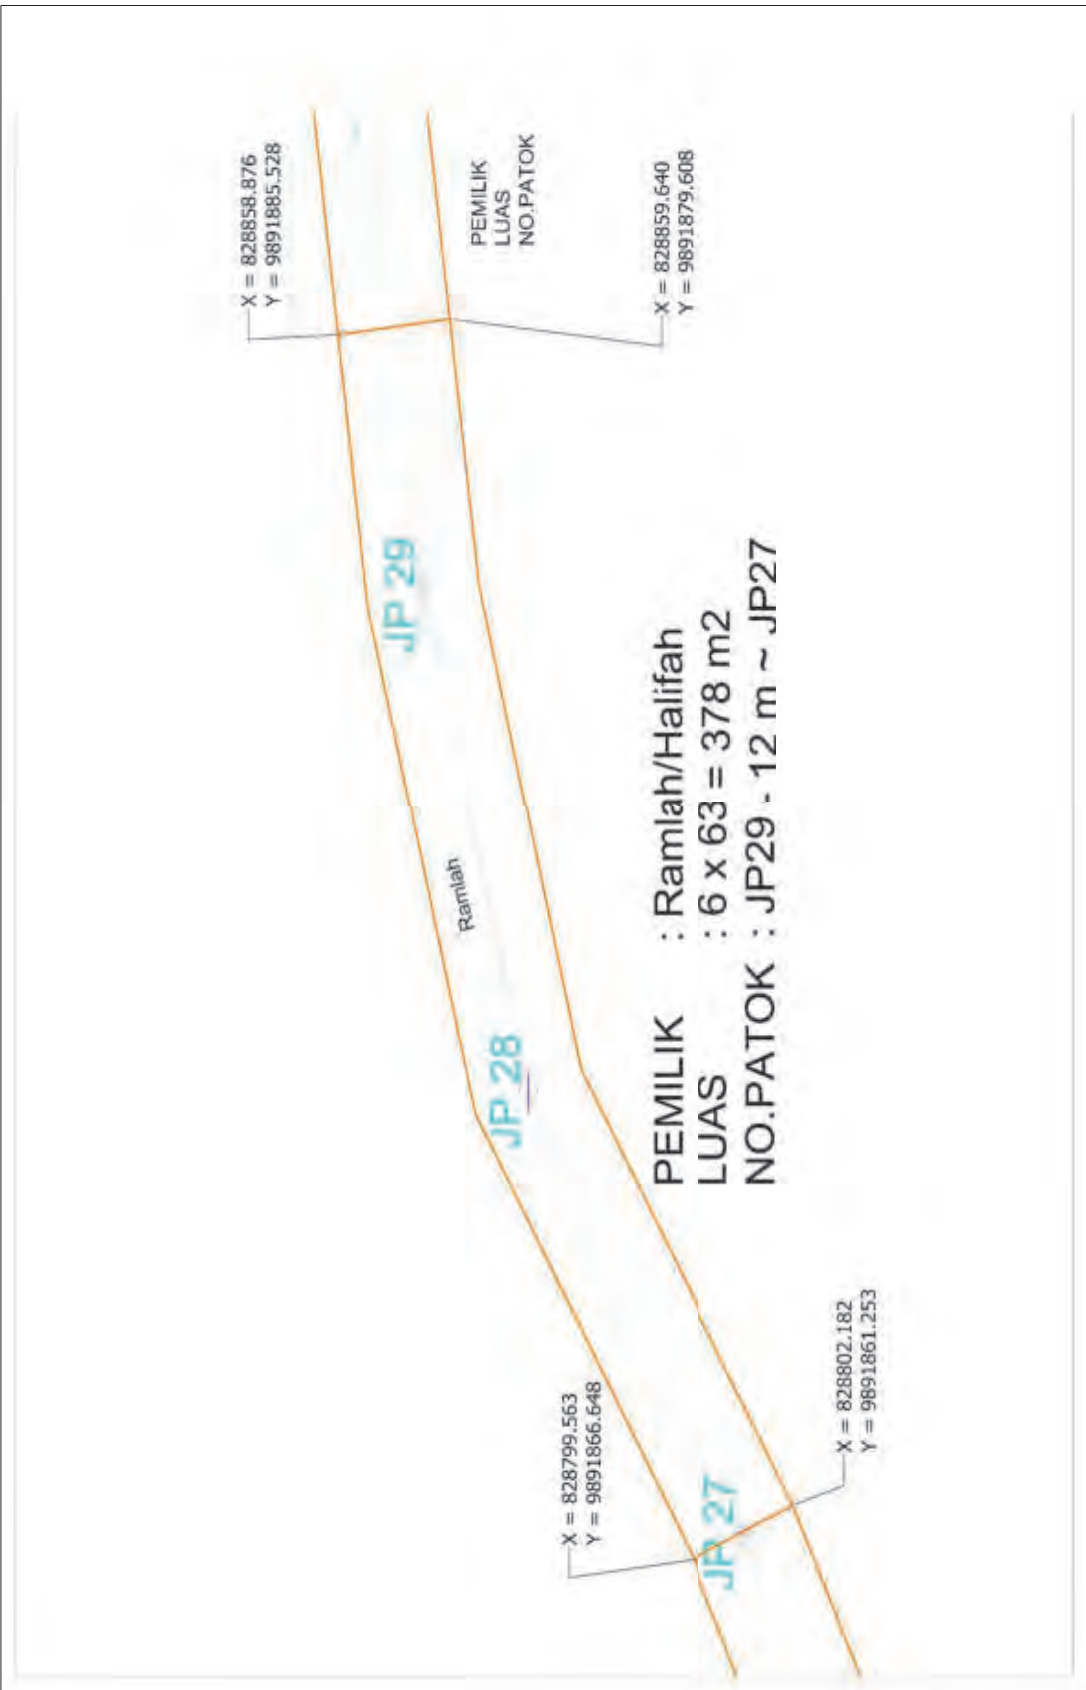 X = 828858.876
Y = 9891885.528
PEMILIK
LUAS
NO.PATOK
X = 828859.640
Y = 9891879.608
JP 29
Ramlah
JP 28
PEMILIK : Ramlah/Halifah
LUAS : 6 x 63 = 378 m2
NO.PATOK : JP29 - 12 m ~ JP27
X = 828799.563
Y = 9891866.648
JP 27
X = 828802.182
Y = 9891861.253